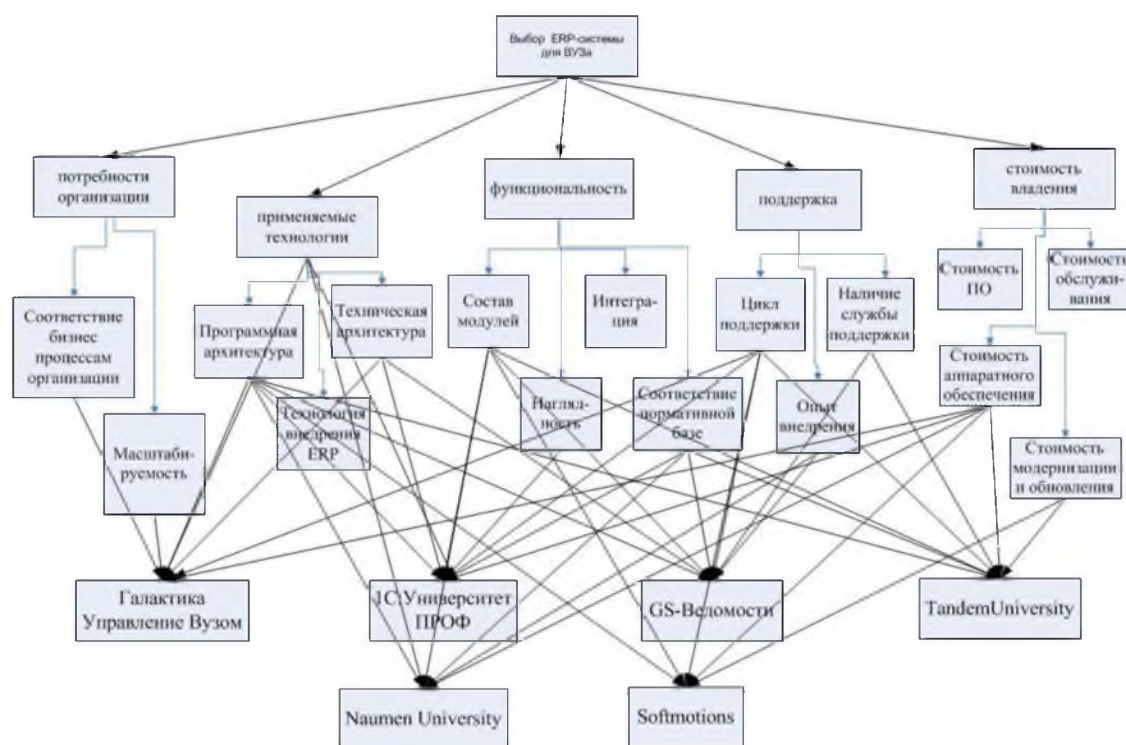 Выбор ERP-системы
для ВУЗа
потребности
организации
применяемые
технологии
функциональность
поддержка
стоимость
владения
Соответствие
бизнес
процессам
организации
Масштаби-
руемость
Программная
архитектура
Техническая
архитектура
Технология
внедрения
ERP
Состав
модулей
Интегра-
ция
Нагляд-
ность
Соответствие
нормативной
базе
Цикл
поддержки
Наличие
службы
поддержки
Опыт
внедрения
Стоимость
ПО
Стоимость
обслужи-
вания
Стоимость
аппаратного
обеспечения
Стоимость
модернизации
и обновления
Галактика
Управление Вузом
1С:Университет
ПРОФ
GS-Ведомости
TandemUniversity
Naumen University
Softmotions